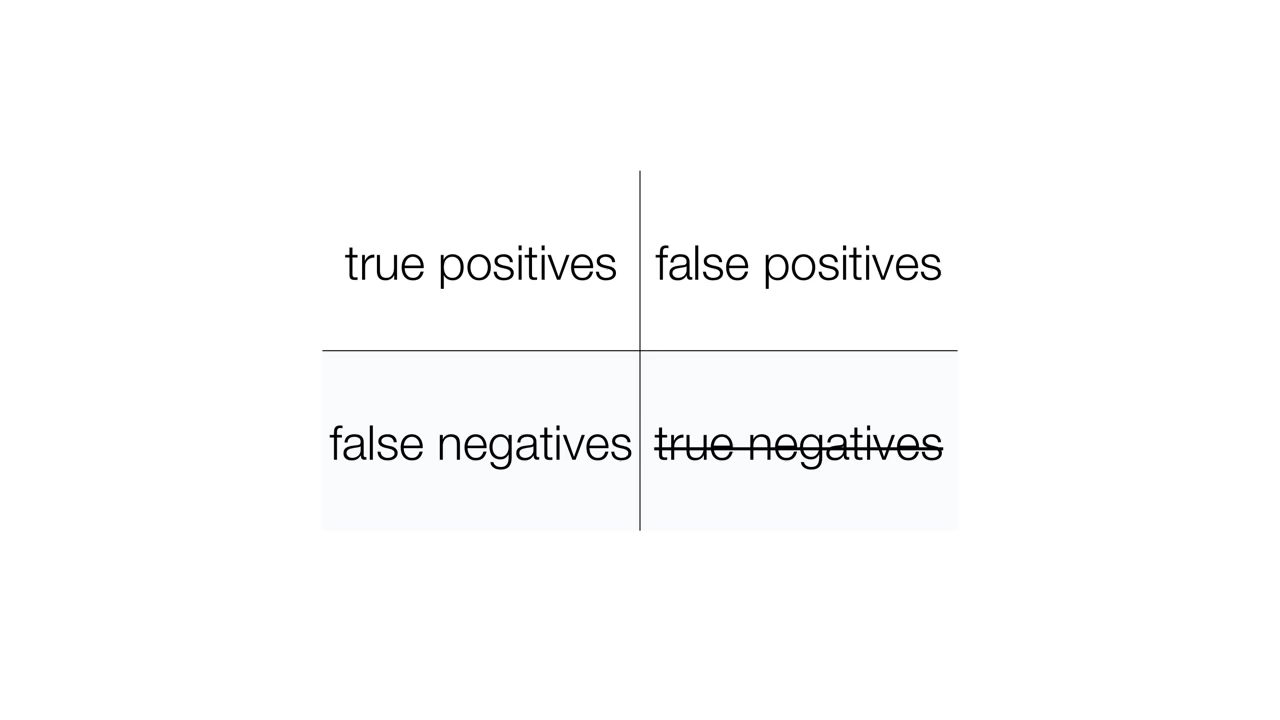 true positives
false positives
false negatives
true negatives